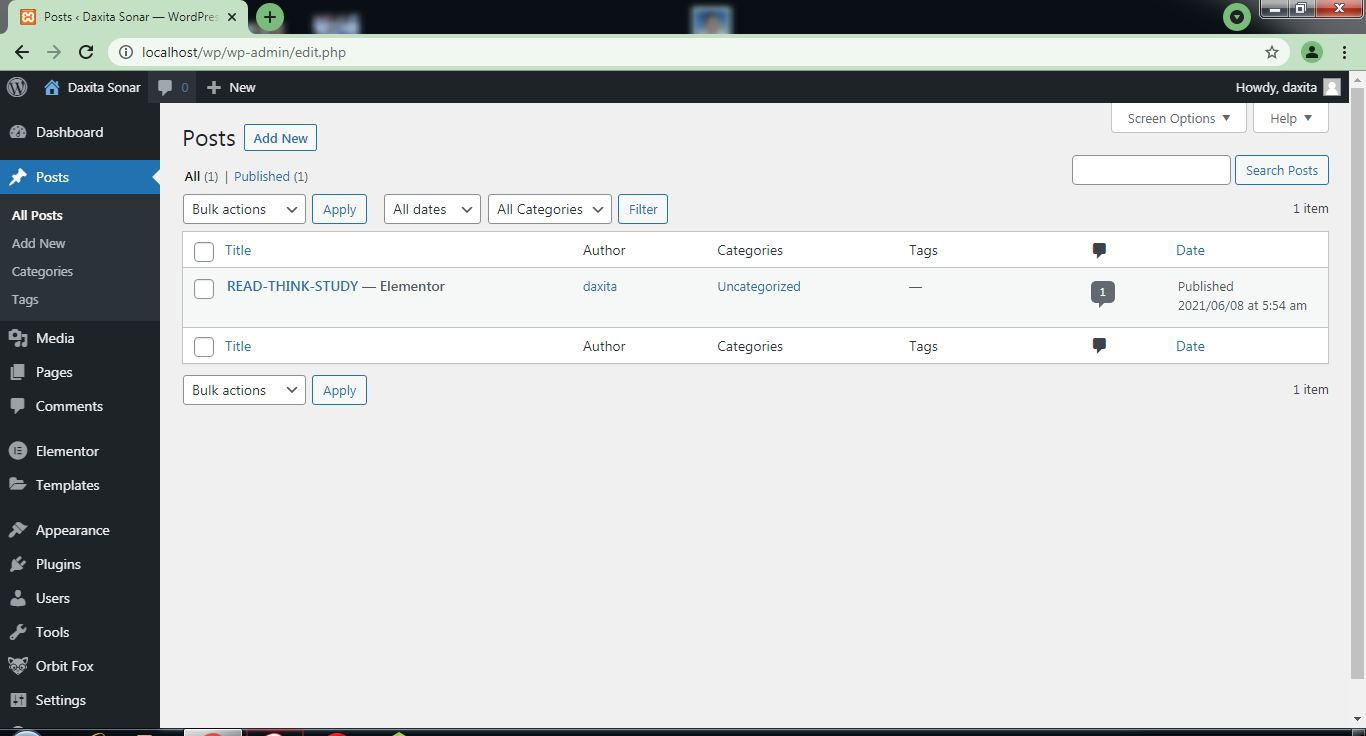 Posts ‹ Daxita Sonar — WordPres
localhost/wp/wp-admin/edit.php
Daxita Sonar 0 New Howdy, daxita
Dashboard
Posts
All Posts
Add New
Categories
Tags
Media
Pages
Comments
Elementor
Templates
Appearance
Plugins
Users
Tools
Orbit Fox
Settings
Screen Options Help
Posts Add New
All (1) | Published (1)
Search Posts
Bulk actions Apply All dates All Categories Filter 1 item
Title Author Categories Tags Date
READ-THINK-STUDY — Elementor daxita Uncategorized — 1 Published
2021/06/08 at 5:54 am
Title Author Categories Tags Date
Bulk actions Apply 1 item